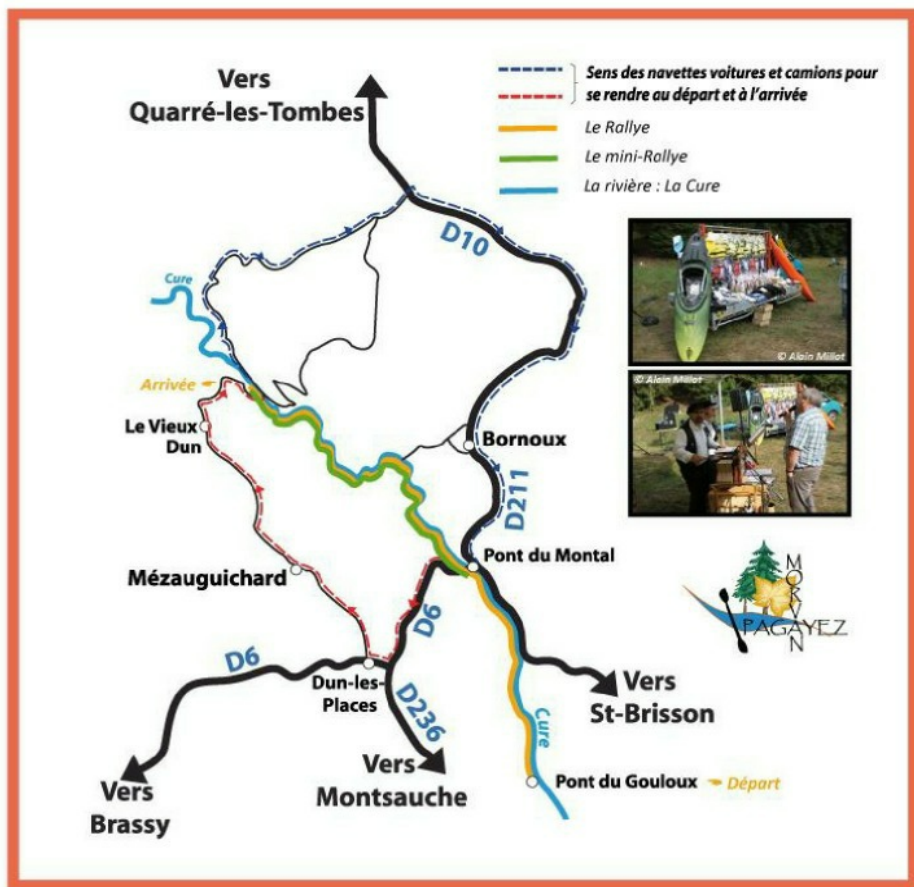 Vers
Quarré-les-Tombes
Sens des navettes voitures et camions pour
se rendre au départ et à l'arrivée
Le Rallye
Le mini-Rallye
La rivière : La Cure
D10
Cure
© Alain Millot
Arrivée
© Alain Millot
Le Vieux
Dun
Bornoux
D211
Pont du Montal
Mézauguichard
MORVAN
PAGAYEZ
D6
D6
Dun-les-
Places
D236
Vers
St-Brisson
Cure
Vers
Montsauche
Pont du Gouloux
Départ
Vers
Brassy